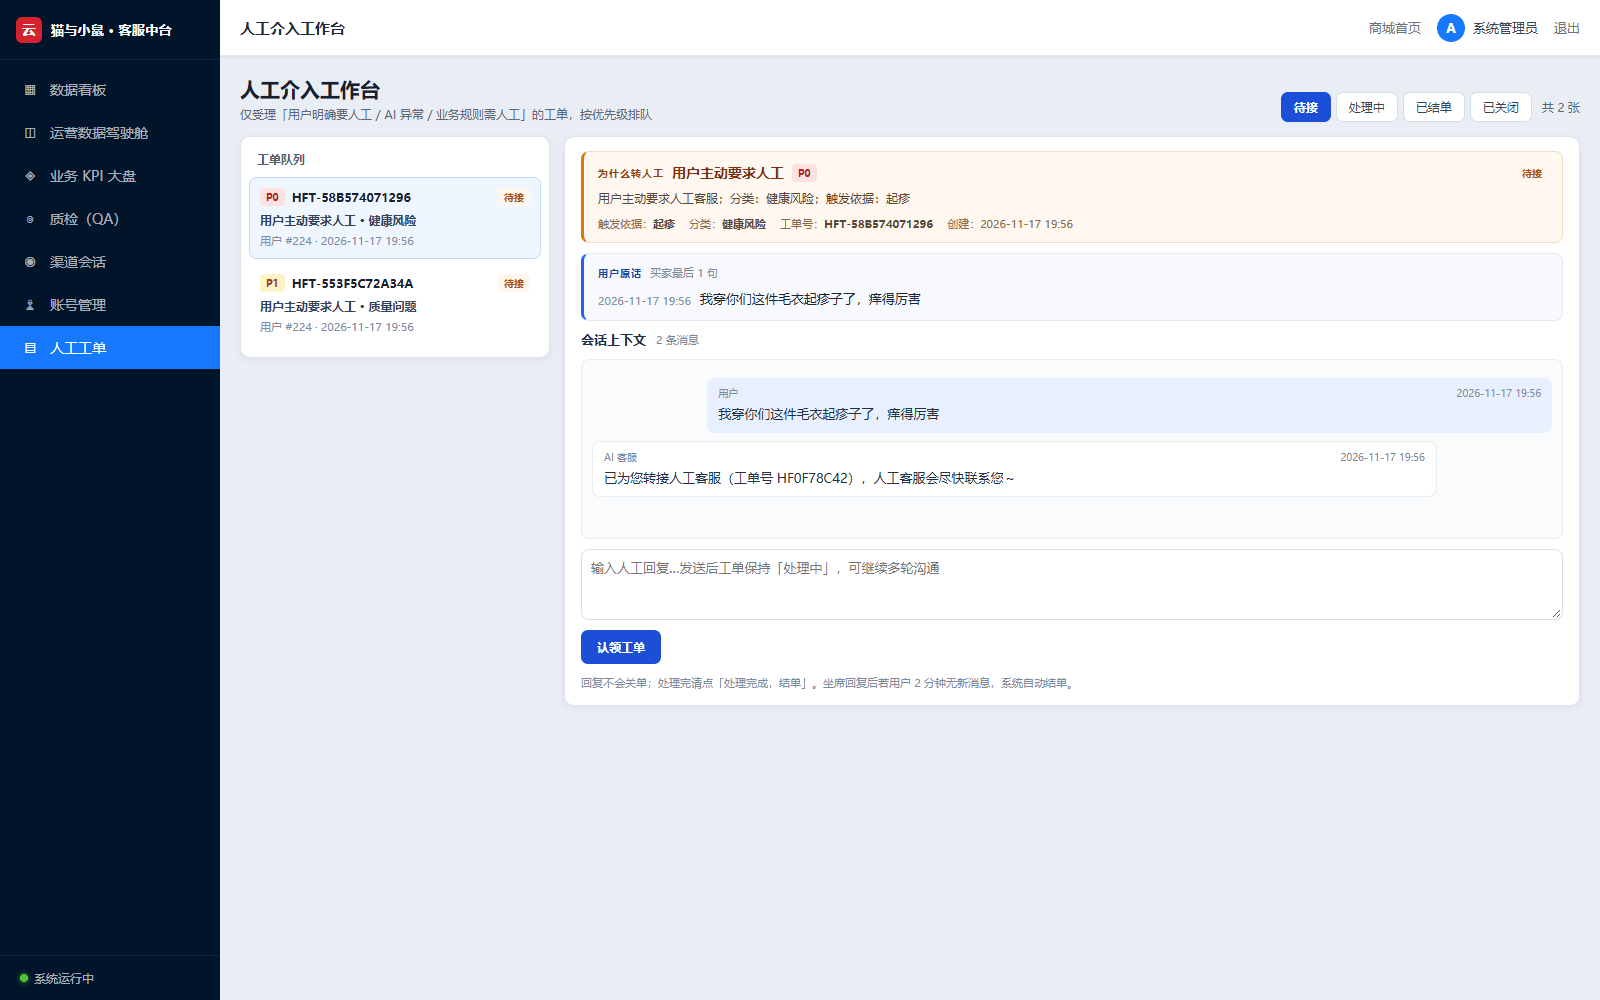 云 猫与小鼠 • 客服中台
数据看板
运营数据驾驶舱
业务 KPI 大盘
质检（QA）
渠道会话
账号管理
人工工单
系统运行中
人工介入工作台
商城首页 A 系统管理员 退出
人工介入工作台
仅受理「用户明确要人工 / AI 异常 / 业务规则需人工」的工单，按优先级排队
待接 处理中 已结单 已关闭 共 2 张
工单队列
P0 HFT-58B574071296 待接
用户主动要求人工 • 健康风险
用户 #224 · 2026-11-17 19:56
P1 HFT-553F5C72A34A 待接
用户主动要求人工 • 质量问题
用户 #224 · 2026-11-17 19:56
为什么转人工 用户主动要求人工 P0 待接
用户主动要求人工客服；分类：健康风险；触发依据：起疹
触发依据：起疹 分类：健康风险 工单号：HFT-58B574071296 创建：2026-11-17 19:56
用户原话 买家最后 1 句
2026-11-17 19:56 我穿你们这件毛衣起疹子了，痒得厉害
会话上下文 2 条消息
用户 2026-11-17 19:56
我穿你们这件毛衣起疹子了，痒得厉害
AI 客服 2026-11-17 19:56
已为您转接人工客服（工单号 HF0F78C42），人工客服会尽快联系您～
输入人工回复...发送后工单保持「处理中」，可继续多轮沟通
认领工单
回复不会关单；处理完请点「处理完成，结单」。坐席回复后若用户 2 分钟无新消息，系统自动结单。